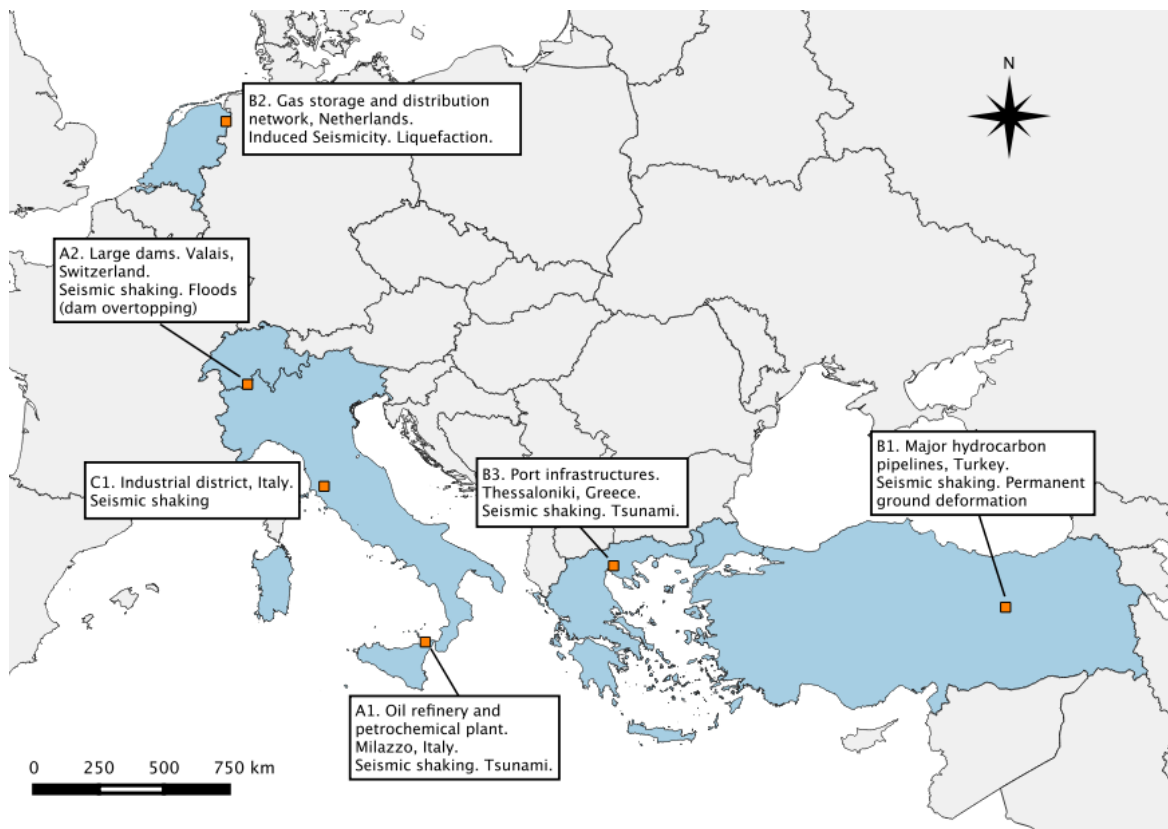 N
B2. Gas storage and distribution
network, Netherlands.
Induced Seismicity. Liquefaction.
A2. Large dams. Valais,
Switzerland.
Seismic shaking. Floods
(dam overtopping)
B1. Major hydrocarbon
pipelines, Turkey.
Seismic shaking. Permanent
ground deformation
C1. Industrial district, Italy.
Seismic shaking
B3. Port infrastructures.
Thessaloniki, Greece.
Seismic shaking. Tsunami.
A1. Oil refinery and
petrochemical plant.
Milazzo, Italy.
Seismic shaking. Tsunami.
0 250 500 750 km